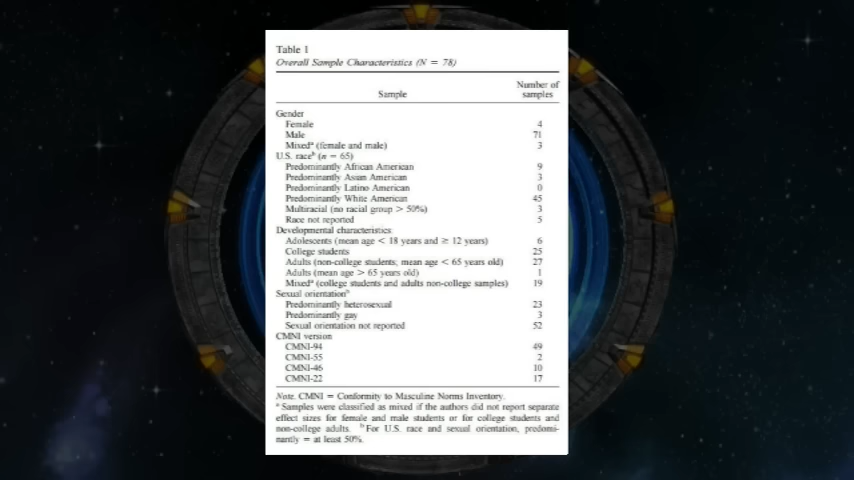 Table 1
Overall Sample Characteristics (N = 78)
Number of
Sample samples
Gender
Female 4
Male 71
Mixedᵃ (female and male) 3
U.S. raceᵇ (n = 65)
Predominantly African American 9
Predominantly Asian American 3
Predominantly Latino American 0
Predominantly White American 45
Multiracial (no racial group > 50%) 3
Race not reported 5
Developmental characteristics
Adolescents (mean age < 18 years and ≥ 12 years) 6
College students 25
Adults (non-college students; mean age < 65 years old) 27
Adults (mean age > 65 years old) 1
Mixedᵃ (college students and adults non-college samples) 19
Sexual orientationᵇ
Predominantly heterosexual 23
Predominantly gay 3
Sexual orientation not reported 52
CMNI version
CMNI-94 49
CMNI-55 2
CMNI-46 10
CMNI-22 17
Note. CMNI = Conformity to Masculine Norms Inventory.
ᵃ Samples were classified as mixed if the authors did not report separate
effect sizes for female and male students or for college students and
non-college adults. ᵇ For U.S. race and sexual orientation, predomi-
nantly = at least 50%.